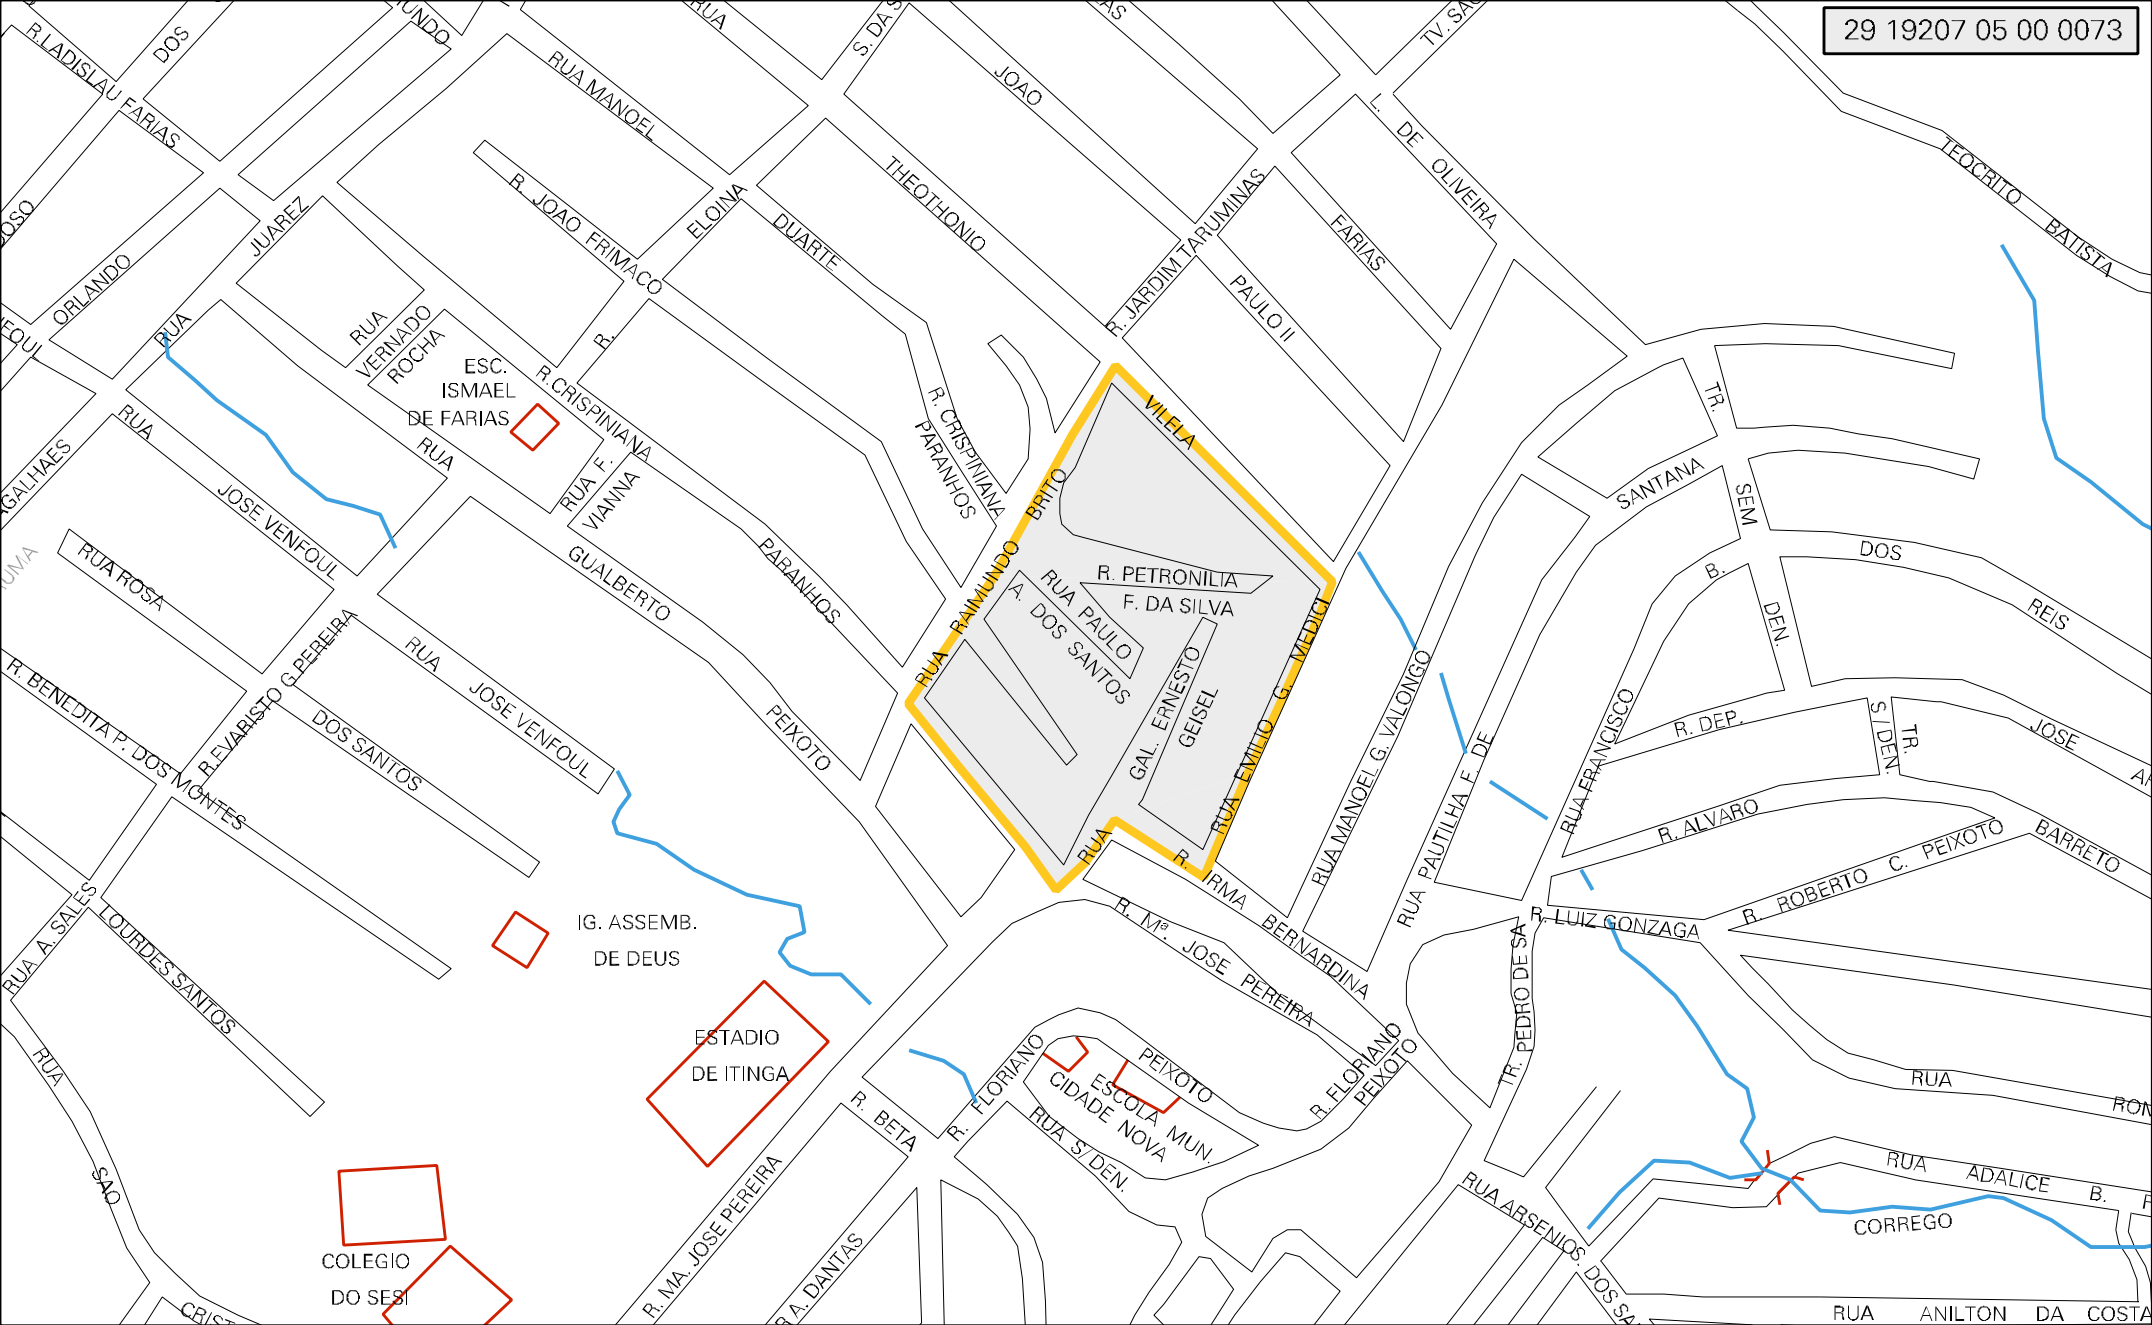 29 19207 05 00 0073
R.LADISLAU FARIAS
DOS
RUA
S. DA S
TV. SAO
RUA MANOEL
JOAO
L. DE OLIVEIRA
TEOCRITO BATISTA
R. JOAO FRIMACO
ELOINA
DUARTE
THEOTHONIO
R. JARDIM TARUMINAS
FARIAS
PAULO II
JUAREZ
ORLANDO
RUA
RUA
VERNADO
ROCHA
R.
ESC.
ISMAEL
DE FARIAS
R.CRISPINIANA
PARANHOS
R. CRISPINIANA
PARANHOS
VILELA
TR.
SEM
DEN.
SANTANA
RUA
JOSE VENFOUL
RUA
GUALBERTO
PEIXOTO
RUA F.
VIANNA
RUA RAIMUNDO BRITO
R. PETRONILIA
F. DA SILVA
RUA PAULO
A. DOS SANTOS
GAL. ERNESTO
GEISEL
RUA EMILIO G. MEDICI
DOS
REIS
B.
RUA FRANCISCO
RUA ROSA
DOS SANTOS
R.EVARISTO G.PEREIRA
RUA
JOSE VENFOUL
R. BENEDITA P. DOS MONTES
RUA MANOEL G. VALONGO
RUA PAUTILHA F. DE
R. DEP.
S/DEN.
TR.
JOSE
R. ALVARO
BARRETO
R. ROBERTO C. PEIXOTO
R. LUIZ GONZAGA
RUA
R. IRMA BERNARDINA
R. Mª. JOSE PEREIRA
RUA A. SALES
LOURDES SANTOS
IG. ASSEMB.
DE DEUS
ESTADIO
DE ITINGA
TR. PEDRO DE SA
R. FLORIANO
PEIXOTO
R. FLORIANO
PEIXOTO
ESCOLA MUN.
CIDADE NOVA
RUA S/DEN.
R. BETA
RUA
SAO
R. MA. JOSE PEREIRA
A. DANTAS
COLEGIO
DO SESI
RUA
RUA ADALICE B.
CORREGO
RUA ARSENIOS. DOS SA
RUA ANILTON DA COSTA